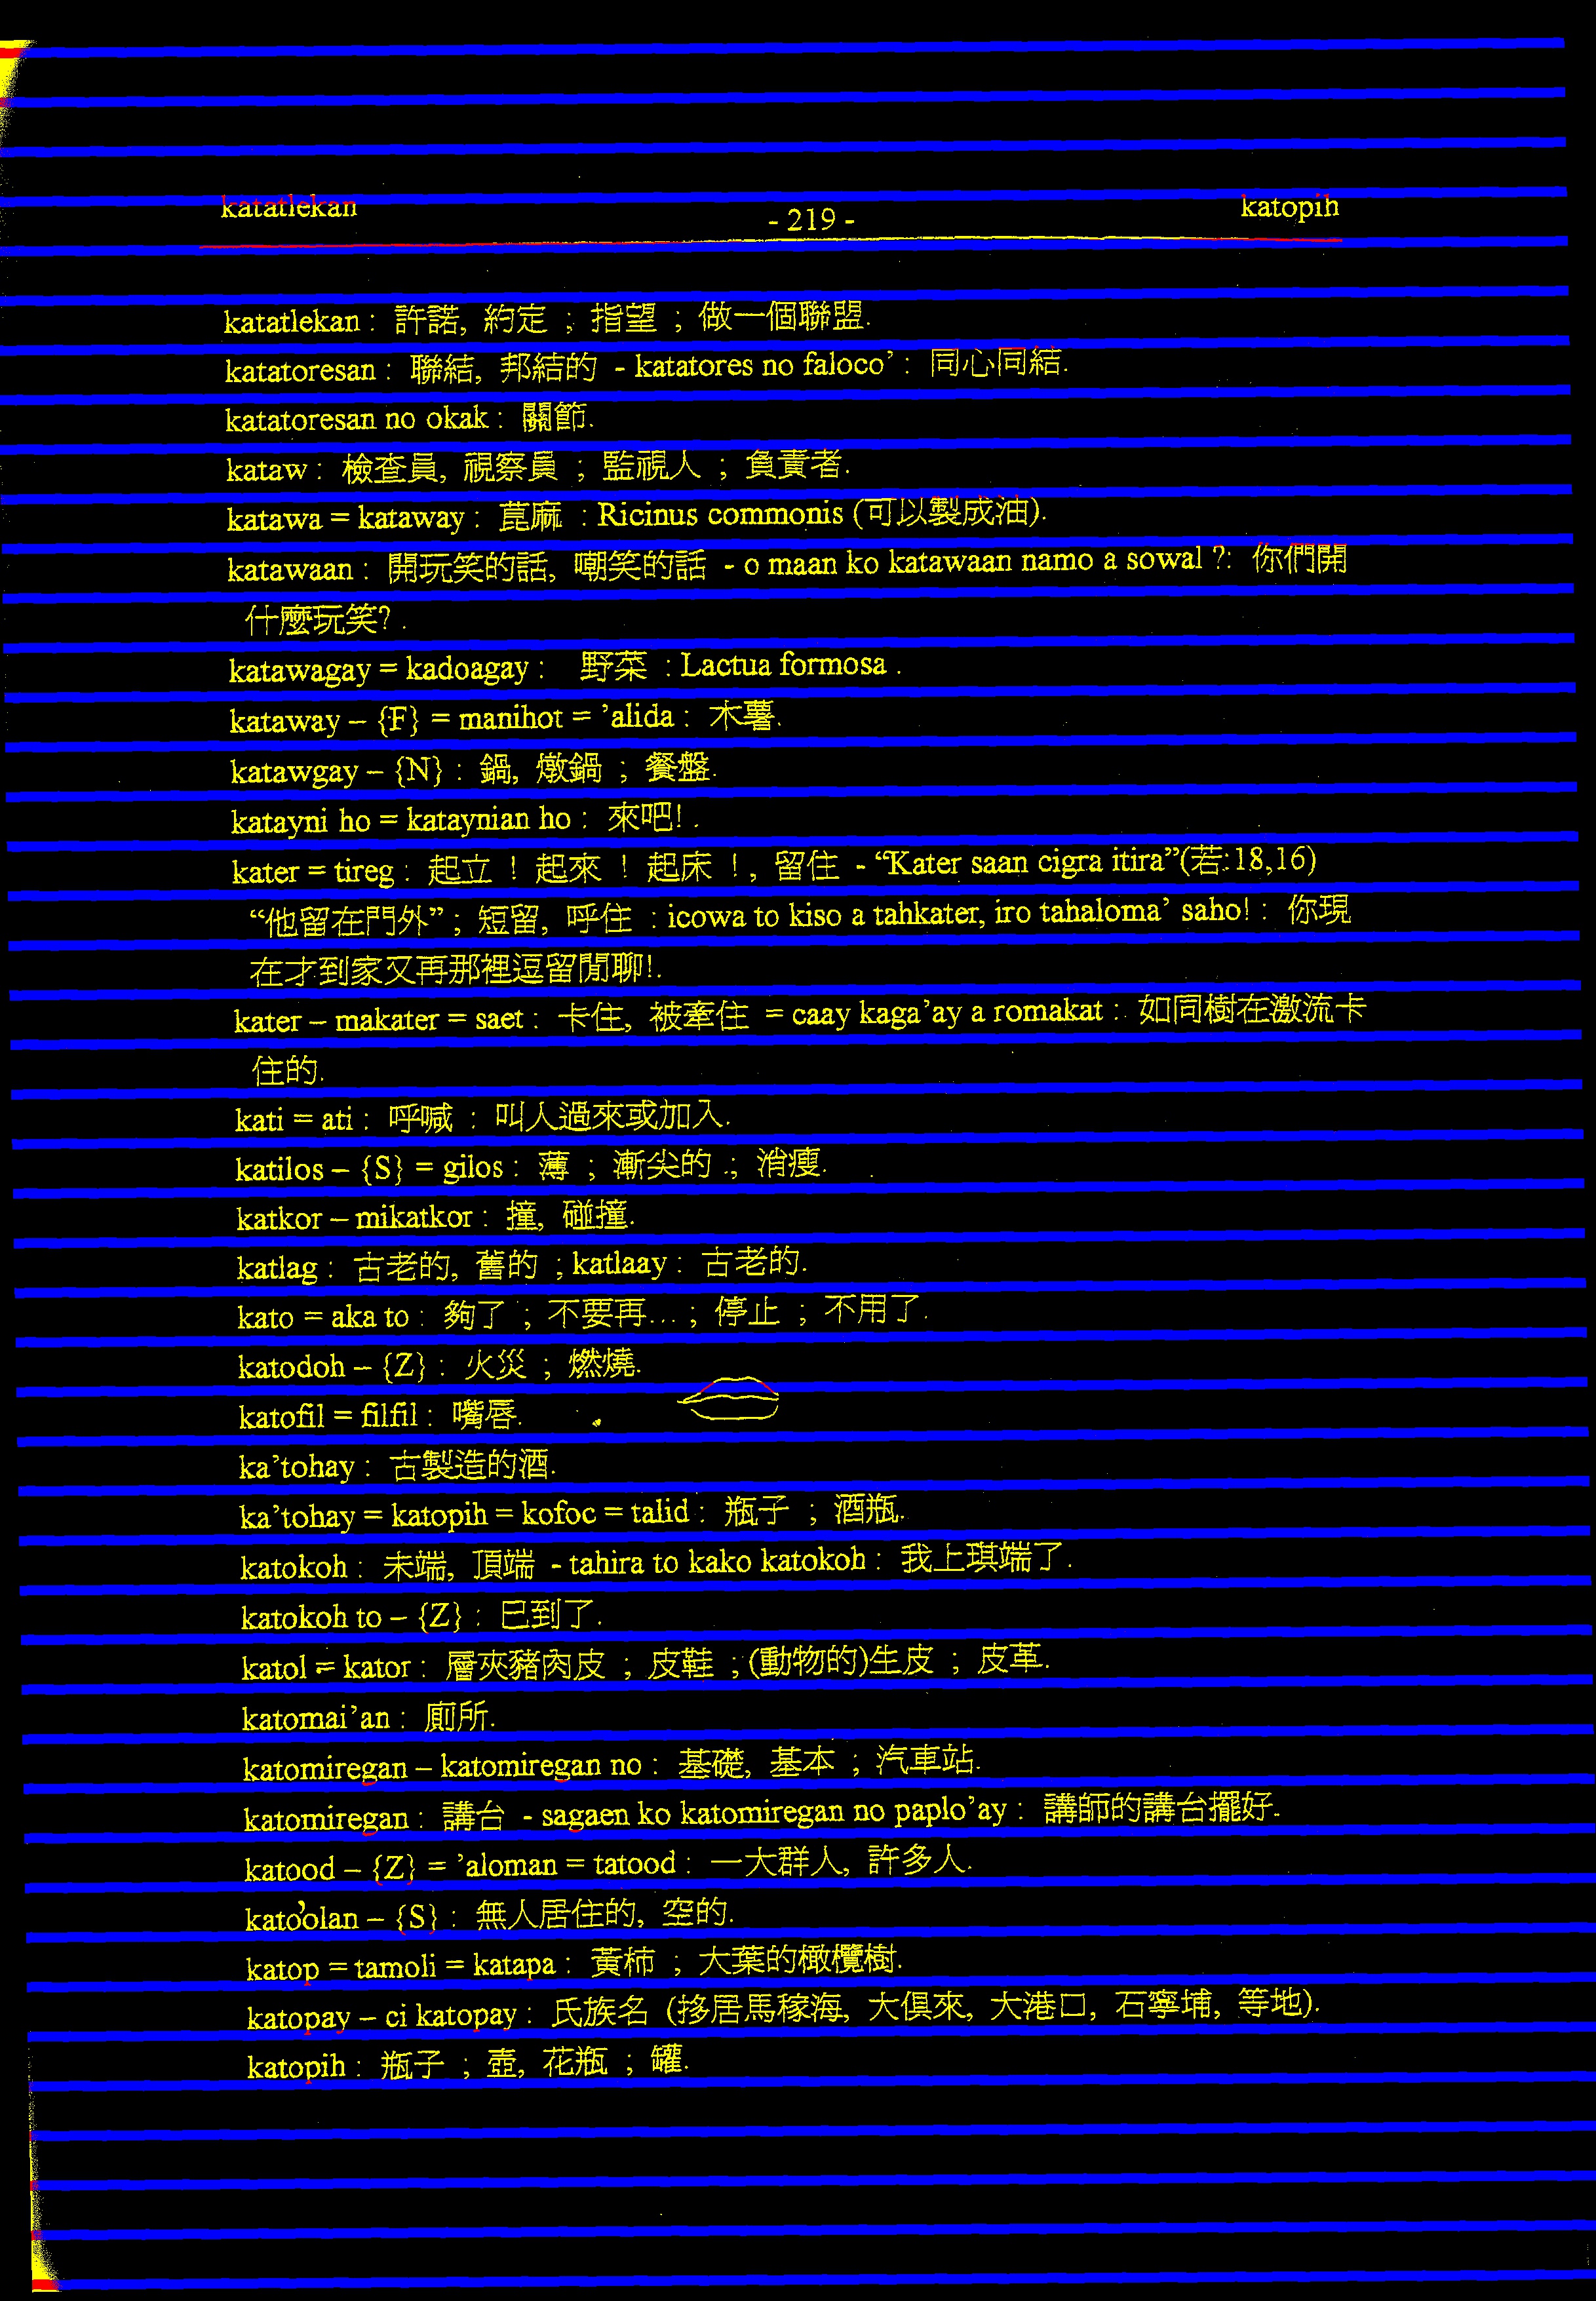 katatlekan
- 219 -
katopih
katatlekan : 許諾, 約定 ; 指望 ; 做一個聯盟.
katatoresan : 聯結, 邦結的 - katatores no faloco’ : 同心同結.
katatoresan no okak : 關節.
kataw : 檢查員, 視察員 ; 監視人 ; 負責者.
katawa = kataway : 蓖麻 : Ricinus commonis (可以製成油).
katawaan : 開玩笑的話, 嘲笑的話 - o maan ko katawaan namo a sowal ?: 你們開
什麼玩笑? .
katawagay = kadoagay : 野菜 : Lactua formosa .
kataway – {F} = manihot = ’alida : 木薯.
katawgay – {N} : 鍋, 燉鍋 ; 餐盤.
katayni ho = kataynian ho : 來吧! .
kater = tireg : 起立 ! 起來 ! 起床 ! , 留住 - “Kater saan cigra itira”(若:18,16)
“他留在門外” ; 短留, 呼住 : icowa to kiso a tahkater, iro tahaloma’ saho! : 你現
在才到家又再那裡逗留閒聊!.
kater – makater = saet : 卡住, 被牽住 = caay kaga’ay a romakat : 如同樹在激流卡
住的.
kati = ati : 呼喊 : 叫人過來或加入.
katilos – {S} = gilos : 薄 ; 漸尖的 ; 消瘦.
katkor – mikatkor : 撞, 碰撞.
katlag : 古老的, 舊的 ; katlaay : 古老的.
kato = aka to : 夠了 ; 不要再... ; 停止 ; 不用了.
katodoh – {Z} : 火災 ; 燃燒.
katofil = filfil : 嘴唇.
ka’tohay : 古製造的酒.
ka’tohay = katopih = kofoc = talid : 瓶子 ; 酒瓶.
katokoh : 未端, 頂端 - tahira to kako katokoh : 我上琪端了.
katokoh to – {Z} : 已到了.
katol = kator : 層夾豬肉皮 ; 皮鞋 ; (動物的)生皮 ; 皮革.
katomai’an : 廁所.
katomiregan – katomiregan no : 基礎, 基本 ; 汽車站.
katomiregan : 講台 - sagaen ko katomiregan no paplo’ay : 講師的講台擺好.
katood – {Z} = ’aloman = tatood : 一大群人, 許多人.
kato’olan – {S} : 無人居住的, 空的.
katop = tamoli = katapa : 黃柿 ; 大葉的橄欖樹.
katopay – ci katopay : 氏族名 (移居馬稼海, 大俱來, 大港口, 石寧埔, 等地).
katopih : 瓶子 ; 壺, 花瓶 ; 罐.